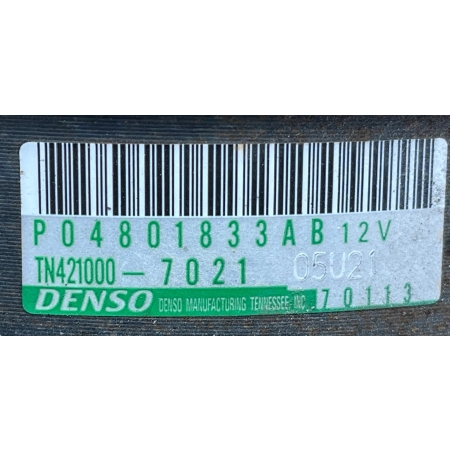 P04801833AB 12V
TN421000-7021 05U21
DENSO DENSO MANUFACTURING TENNESSEE, INC. 70113